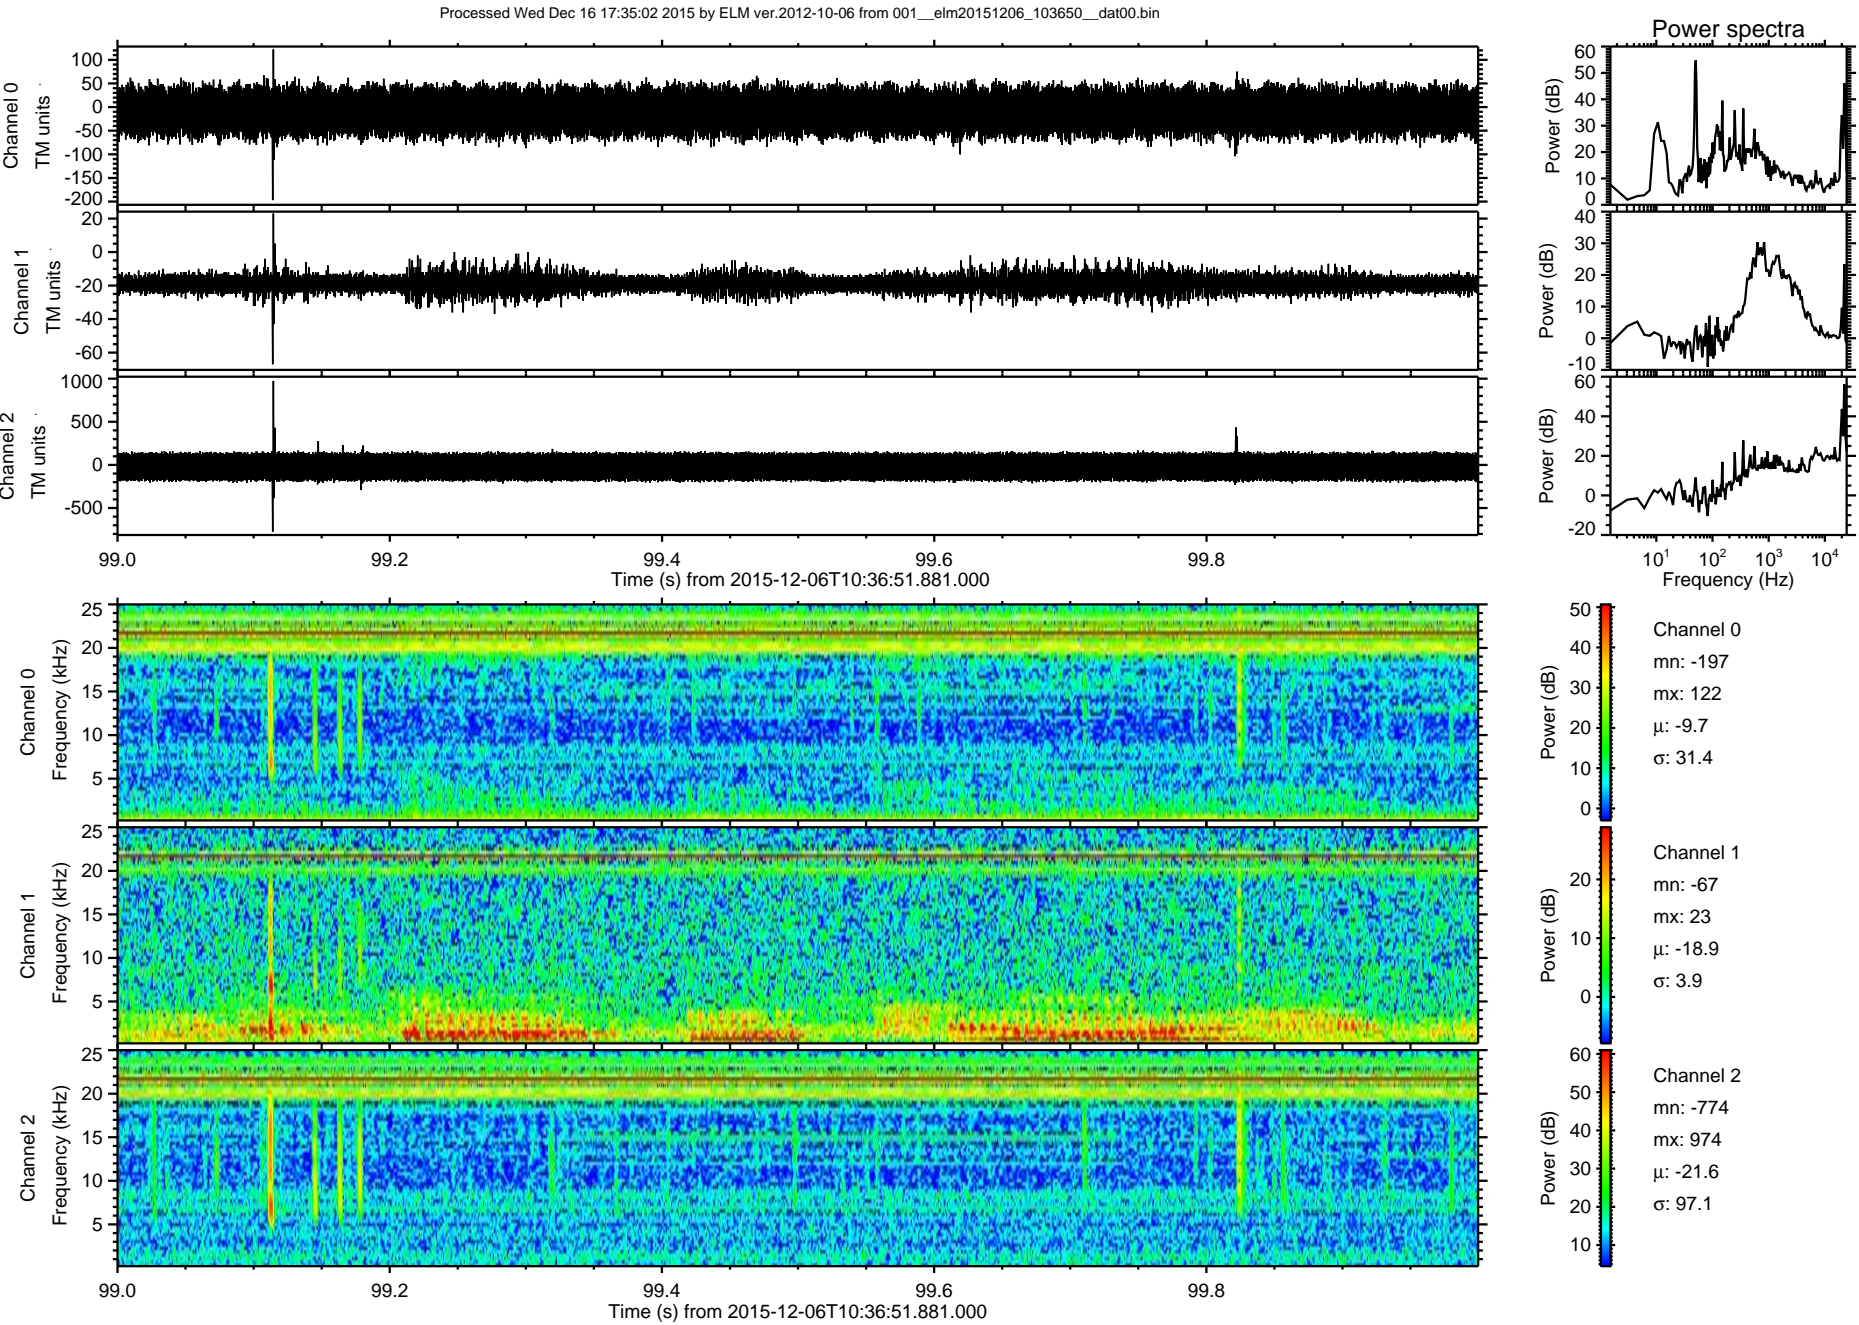 Processed Wed Dec 16 17:35:02 2015 by ELM ver.2012-10-06 from 001__elm20151206_103650__dat00.bin
Power spectra
Channel 0
TM units
100
50
0
-50
-100
-150
-200
Power (dB)
60
50
40
30
20
10
0
Channel 1
TM units
20
0
-20
-40
-60
Power (dB)
40
30
20
10
0
-10
Channel 2
TM units
1000
500
0
-500
Power (dB)
60
40
20
0
-20
99.0 99.2 99.4 99.6 99.8
Time (s) from 2015-12-06T10:36:51.881.000
10¹ 10² 10³ 10⁴
Frequency (Hz)
Channel 0
Frequency (kHz)
25
20
15
10
5
Power (dB)
50
40
30
20
10
0
Channel 0
mn: -197
mx: 122
μ: -9.7
σ: 31.4
Channel 1
Frequency (kHz)
25
20
15
10
5
Power (dB)
20
10
0
Channel 1
mn: -67
mx: 23
μ: -18.9
σ: 3.9
Channel 2
Frequency (kHz)
25
20
15
10
5
Power (dB)
60
50
40
30
20
10
Channel 2
mn: -774
mx: 974
μ: -21.6
σ: 97.1
99.0 99.2 99.4 99.6 99.8
Time (s) from 2015-12-06T10:36:51.881.000